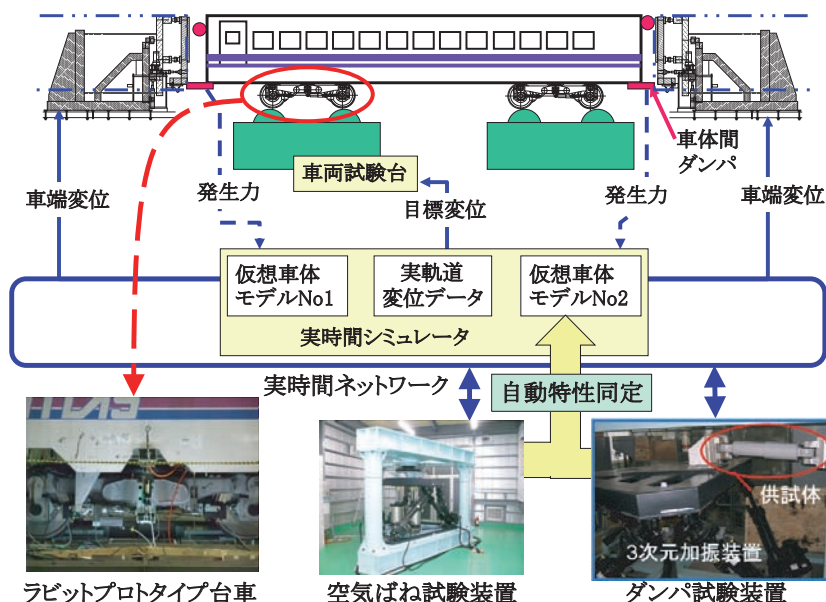 車体間
ダンパ
車両試験台
車端変位
発生力
目標変位
発生力
車端変位
仮想車体
モデルNo1
実軌道
変位データ
仮想車体
モデルNo2
実時間シミュレータ
実時間ネットワーク
自動特性同定
供試体
3次元加振装置
ラビットプロトタイプ台車
空気ばね試験装置
ダンパ試験装置